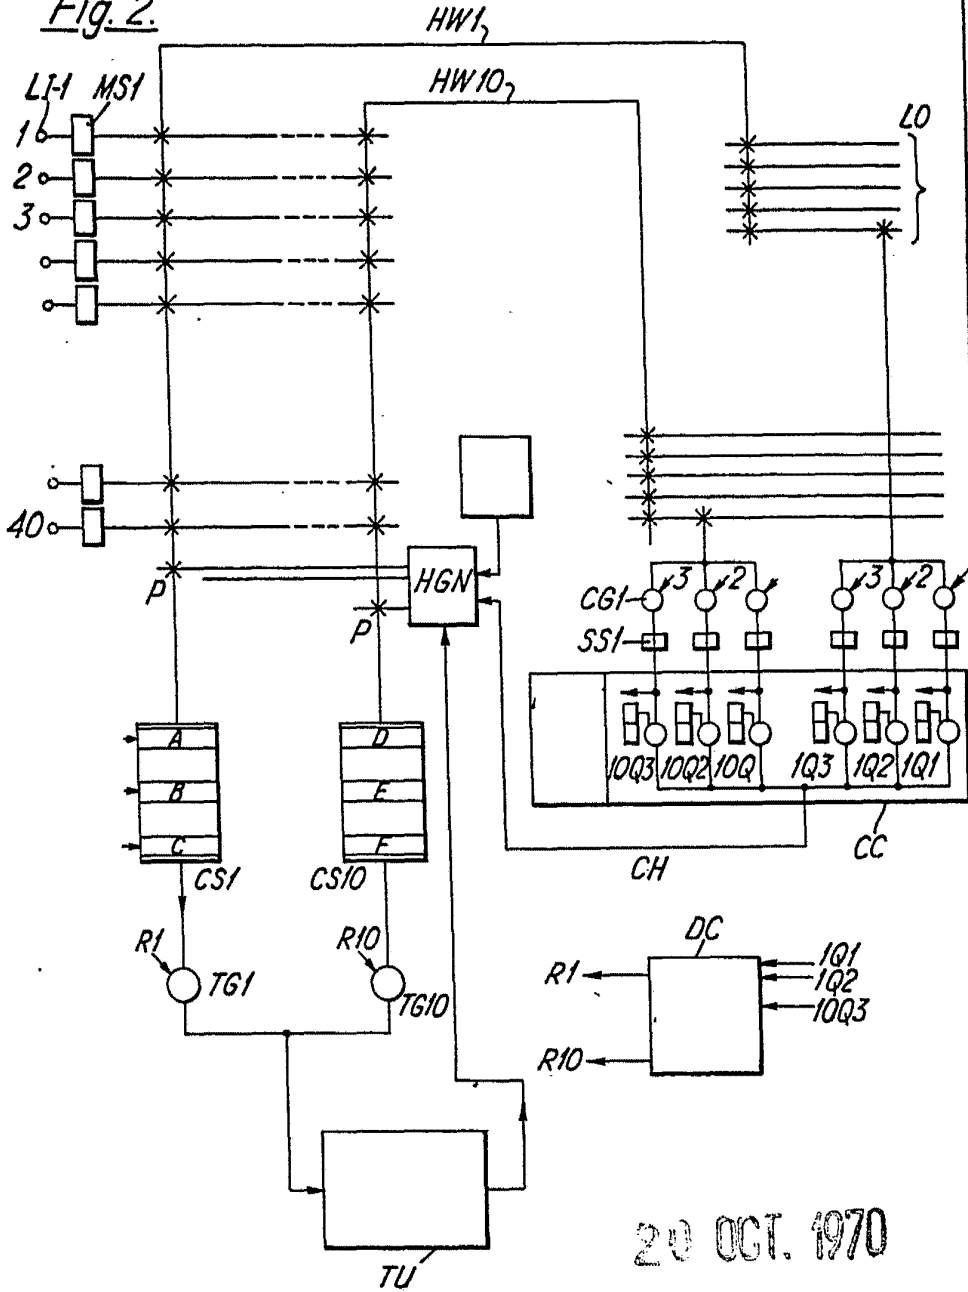 Fig. 2.
HW1
LI-1 MS1
HW10
LO
1
2
3
40
P
P
HGN
3 2
3 2
CG1
SS1
A
B
C
D
E
F
10Q3 10Q2 10Q 1Q3 1Q2 1Q1
CS1
CS10
CH
CC
R1
TG1
R10
TG10
DC
R1
R10
1Q1
1Q2
10Q3
TU
20 OCT. 1970